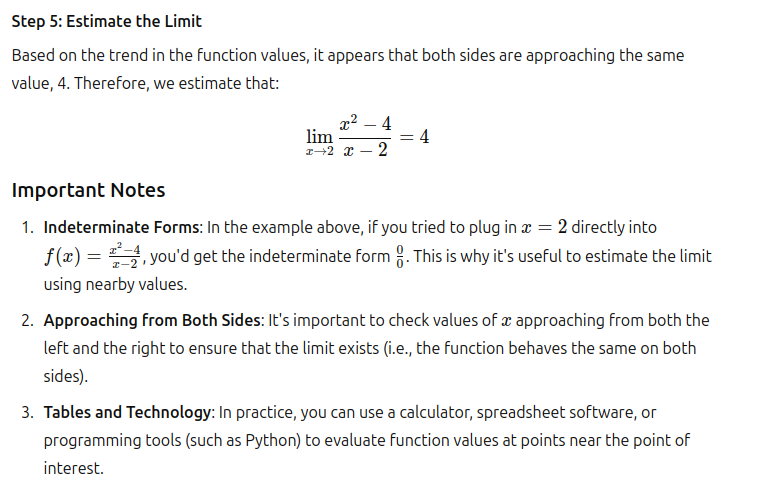 Step 5: Estimate the Limit
Based on the trend in the function values, it appears that both sides are approaching the same
value, 4. Therefore, we estimate that:
lim x→2 (x² − 4)/(x − 2) = 4
Important Notes
1. Indeterminate Forms: In the example above, if you tried to plug in x = 2 directly into
f(x) = (x²−4)/(x−2), you'd get the indeterminate form 0/0. This is why it's useful to estimate the limit
using nearby values.
2. Approaching from Both Sides: It's important to check values of x approaching from both the
left and the right to ensure that the limit exists (i.e., the function behaves the same on both
sides).
3. Tables and Technology: In practice, you can use a calculator, spreadsheet software, or
programming tools (such as Python) to evaluate function values at points near the point of
interest.